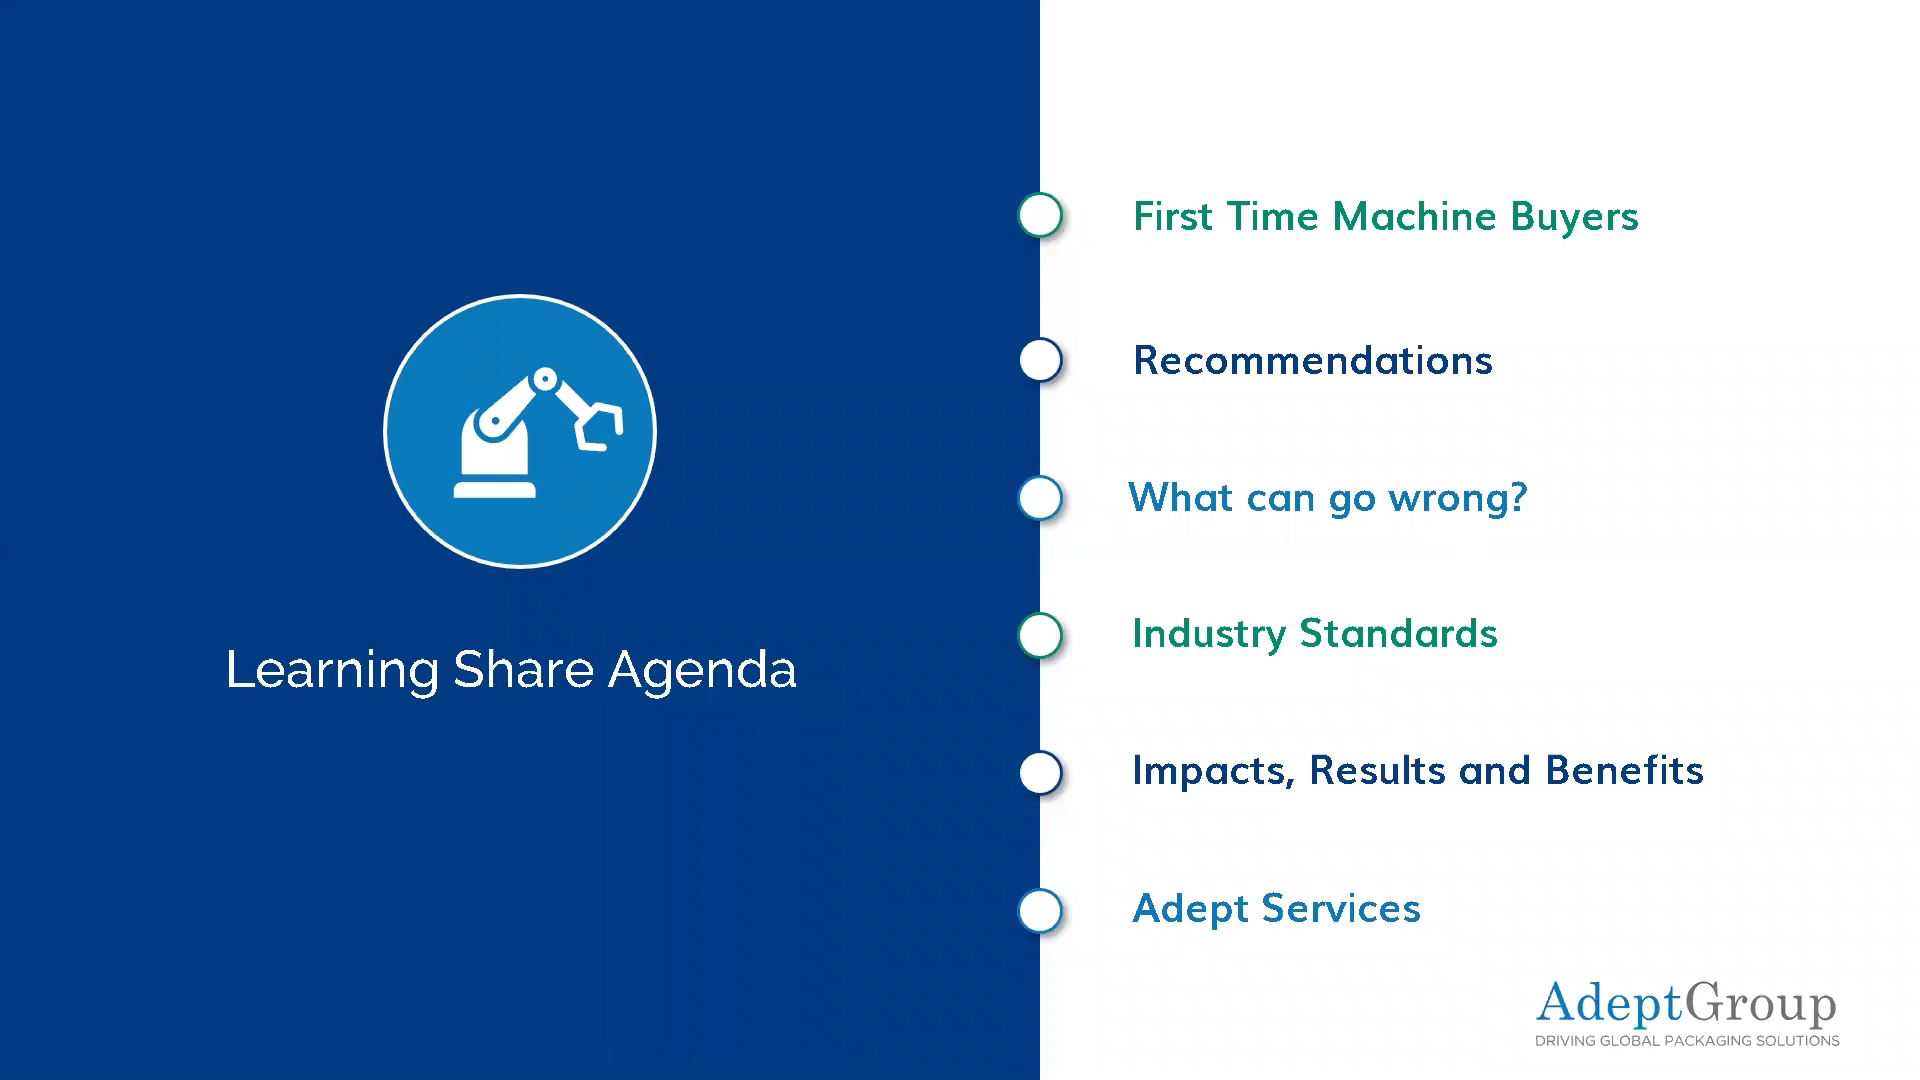 Learning Share Agenda
First Time Machine Buyers
Recommendations
What can go wrong?
Industry Standards
Impacts, Results and Benefits
Adept Services
AdeptGroup
DRIVING GLOBAL PACKAGING SOLUTIONS